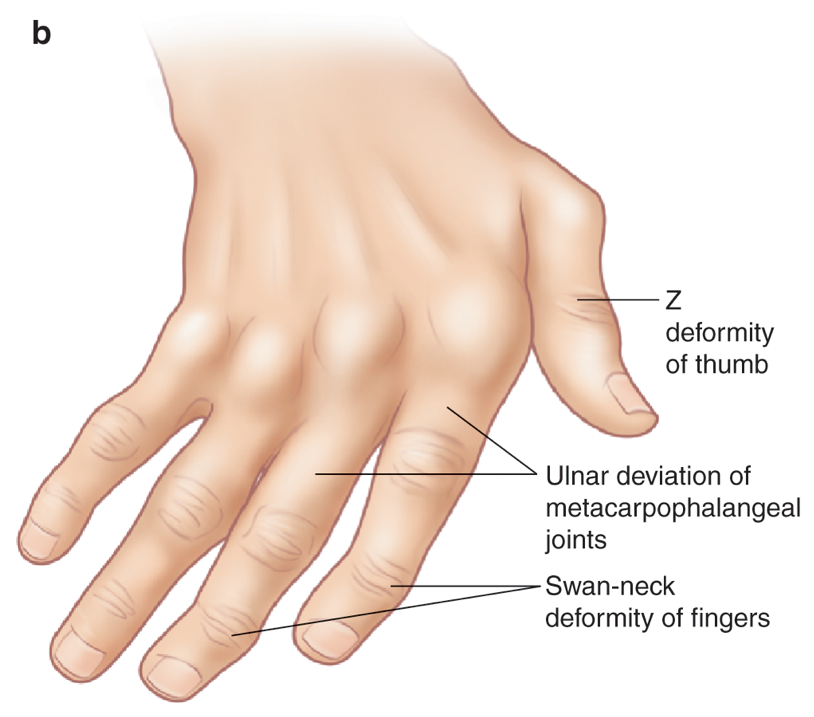 b
Z
deformity
of thumb
Ulnar deviation of
metacarpophalangeal
joints
Swan-neck
deformity of fingers